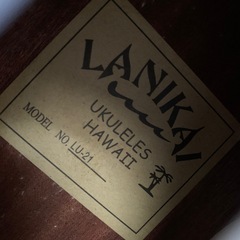 LANIKAI
UKULELES
HAWAII
MODEL NO. LU-21